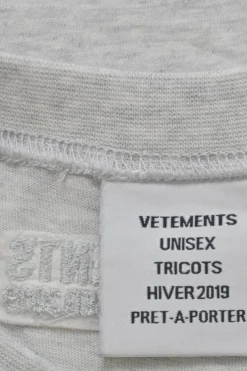 VETEMENTS
UNISEX
TRICOTS
HIVER 2019
PRET-A-PORTER